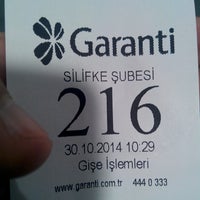 Garanti
SİLİFKE ŞUBESİ
216
30.10.2014 10:29
Gişe İşlemleri
www.garanti.com.tr 444 0 333